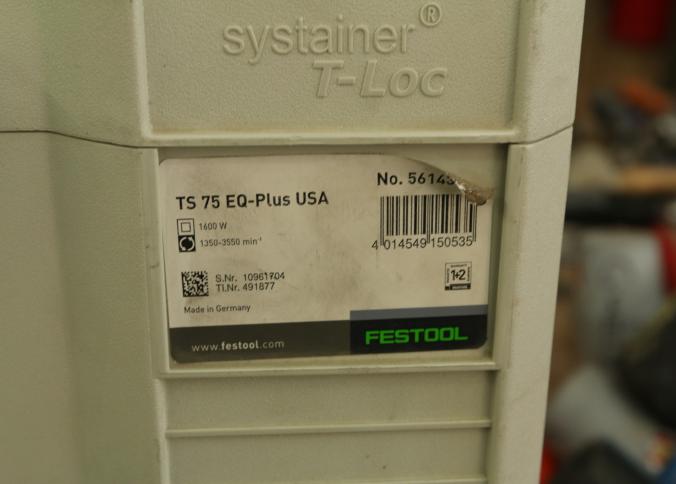 systainer®
T-Loc
No. 5614
TS 75 EQ-Plus USA
1600 W
1350-3550 min⁻¹
4 014549 150535
S.Nr. 10961704
TI.Nr. 491877
WARRANTY
1+2
Made in Germany
www.festool.com
FESTOOL